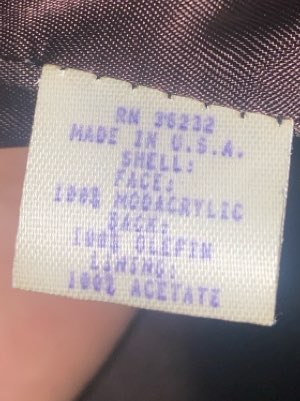 RN 36232
MADE IN U.S.A.
SHELL:
FACE:
100% MODACRYLIC
BACK:
100% OLEFIN
LINING:
100% ACETATE